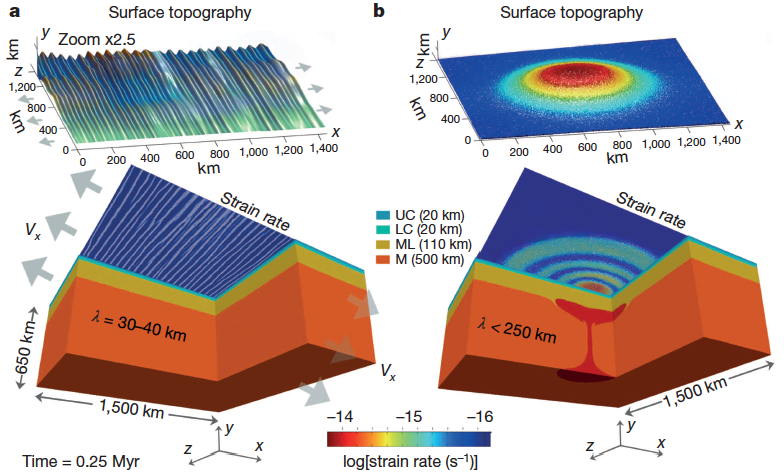 a
Surface topography
y
km
z
Zoom x2.5
1,200
800
400
0
km
0 200 400 600 800 1,000 1,200 1,400
x
km
b
Surface topography
y
km
z
1,200
800
400
0
km
0 200 400 600 800 1,000 1,200 1,400
x
km
Vx
Strain rate
λ = 30–40 km
650 km
1,500 km
Vx
UC (20 km)
LC (20 km)
ML (110 km)
M (500 km)
Strain rate
λ < 250 km
1,500 km
–14 –15 –16
log[strain rate (s⁻¹)]
Time = 0.25 Myr
y
z
x
y
z
x